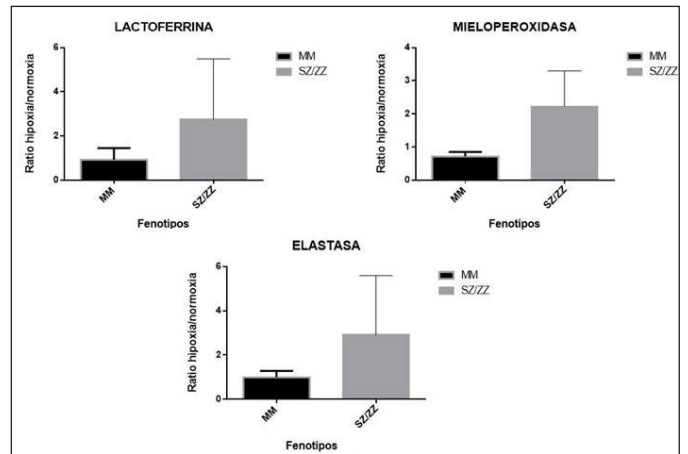 LACTOFERRINA
Ratio hipoxia/normoxia
6
4
2
0
MM
SZ/ZZ
Fenotipos
MM
SZ/ZZ
MIELOPEROXIDASA
Ratio hipoxia/normoxia
4
3
2
1
0
MM
SZ/ZZ
Fenotipos
MM
SZ/ZZ
ELASTASA
Ratio hipoxia/normoxia
6
4
2
0
MM
SZ/ZZ
Fenotipos
MM
SZ/ZZ